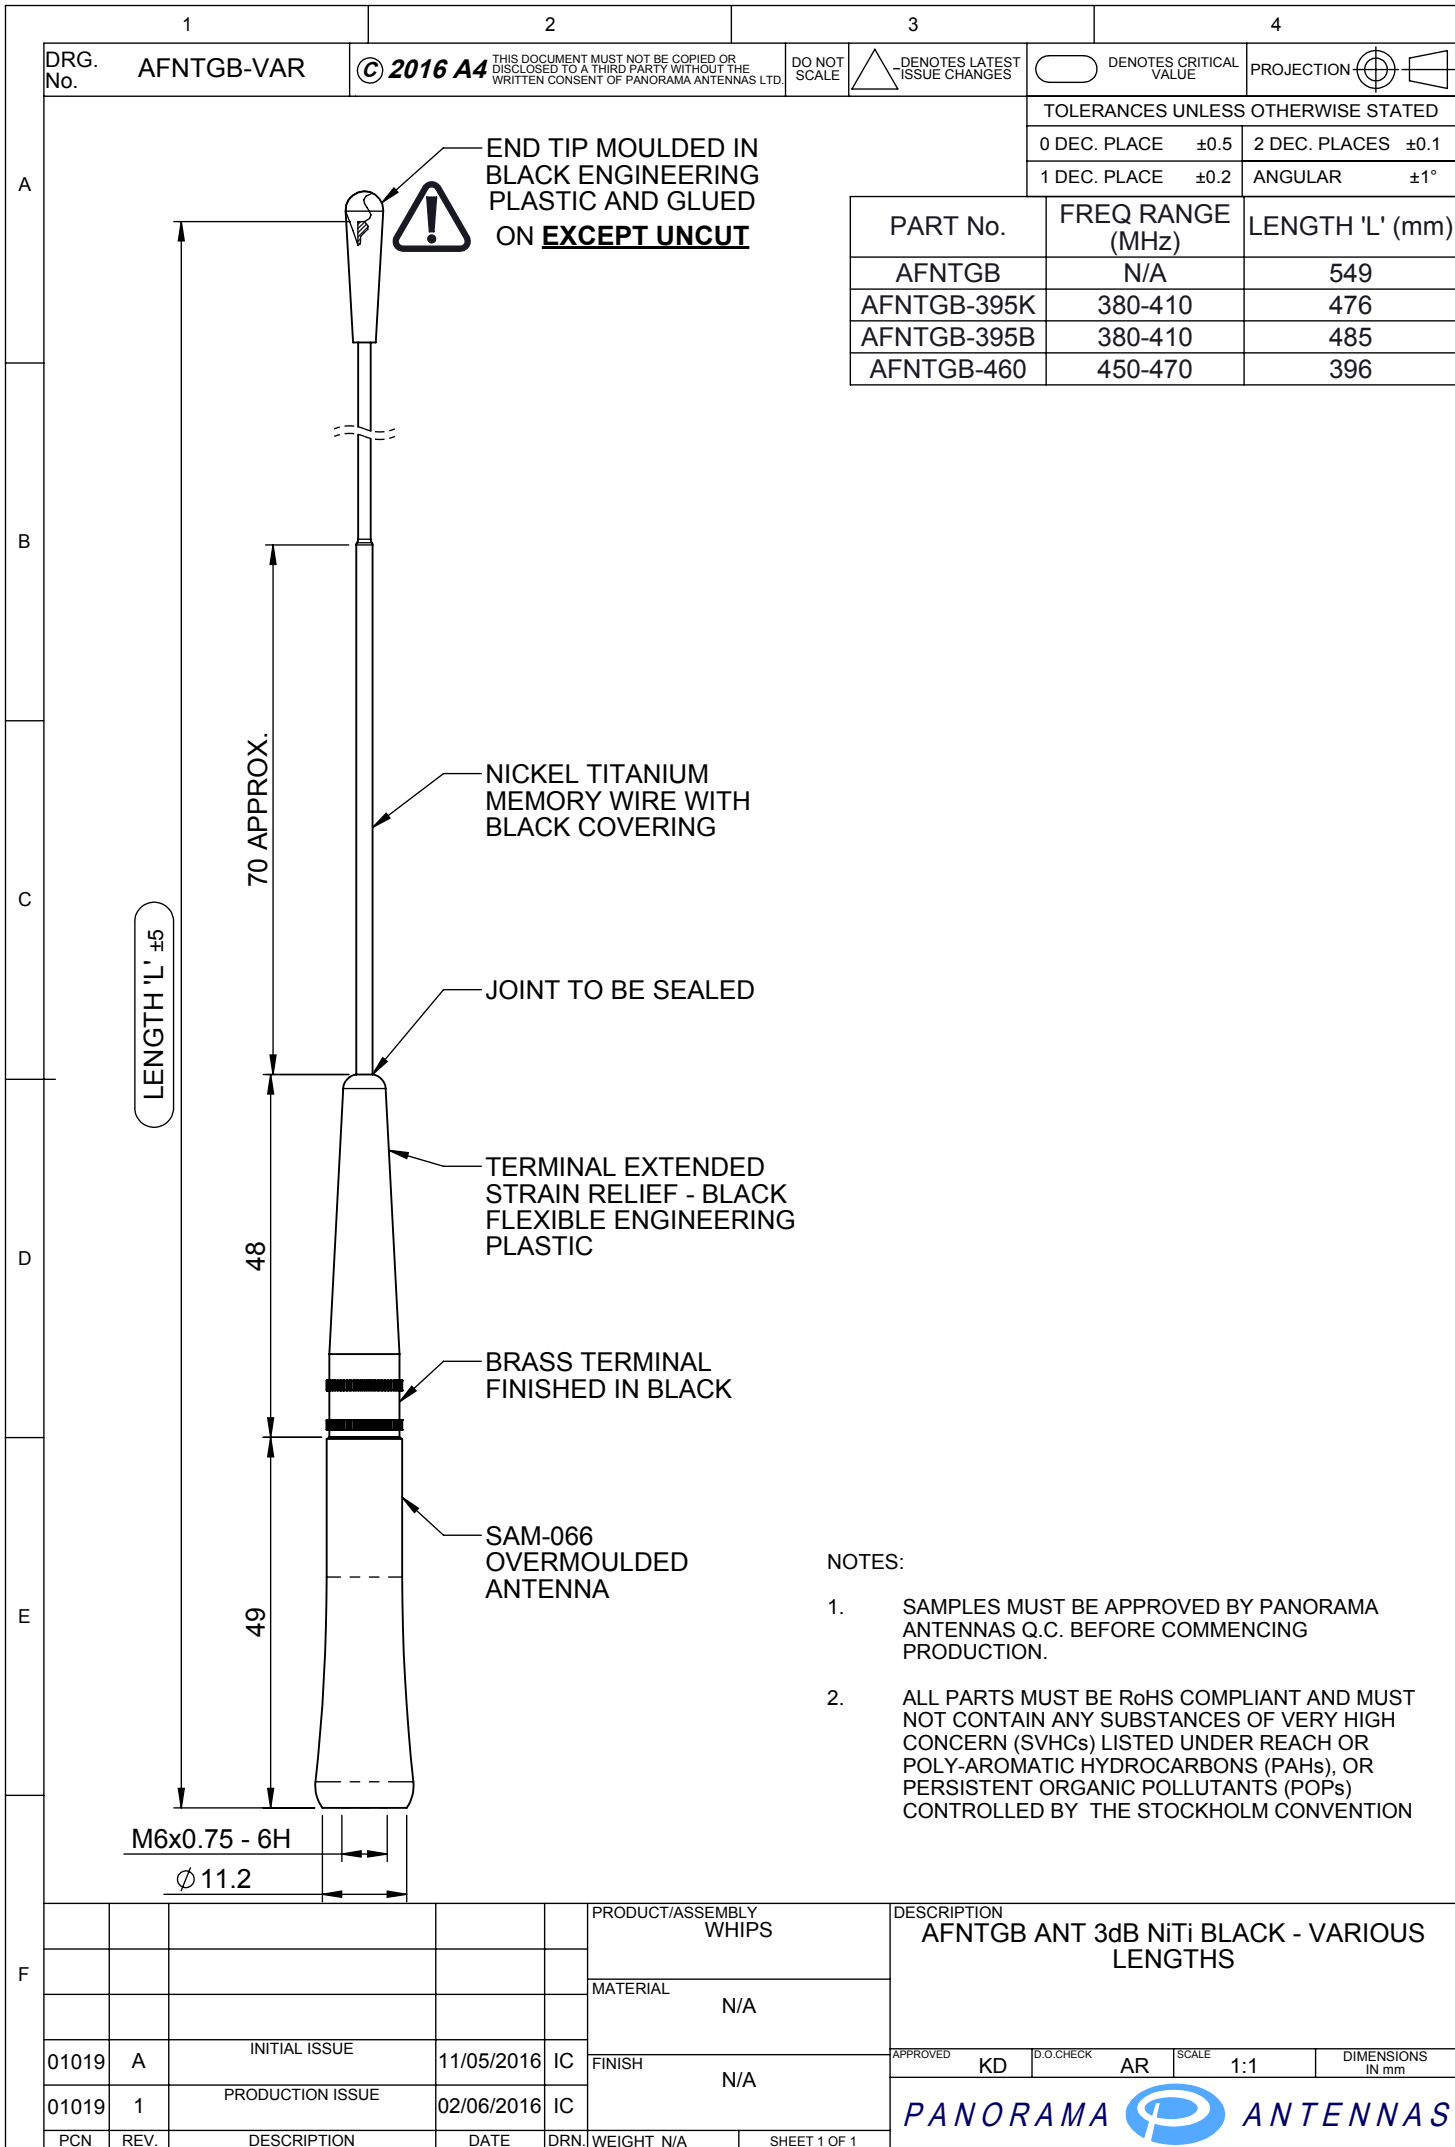 1 2 3 4
DRG. No. AFNTGB-VAR
© 2016 A4
THIS DOCUMENT MUST NOT BE COPIED OR
DISCLOSED TO A THIRD PARTY WITHOUT THE
WRITTEN CONSENT OF PANORAMA ANTENNAS LTD.
DO NOT
SCALE
DENOTES LATEST
ISSUE CHANGES
DENOTES CRITICAL
VALUE
PROJECTION
TOLERANCES UNLESS OTHERWISE STATED
0 DEC. PLACE ±0.5 2 DEC. PLACES ±0.1
1 DEC. PLACE ±0.2 ANGULAR ±1°
PART No. FREQ RANGE (MHz) LENGTH 'L' (mm)
AFNTGB N/A 549
AFNTGB-395K 380-410 476
AFNTGB-395B 380-410 485
AFNTGB-460 450-470 396
A
B
C
D
E
F
END TIP MOULDED IN
BLACK ENGINEERING
PLASTIC AND GLUED
ON EXCEPT UNCUT
!
70 APPROX.
NICKEL TITANIUM
MEMORY WIRE WITH
BLACK COVERING
LENGTH 'L' ±5
JOINT TO BE SEALED
48
TERMINAL EXTENDED
STRAIN RELIEF - BLACK
FLEXIBLE ENGINEERING
PLASTIC
BRASS TERMINAL
FINISHED IN BLACK
49
SAM-066
OVERMOULDED
ANTENNA
M6x0.75 - 6H
∅ 11.2
NOTES:
1. SAMPLES MUST BE APPROVED BY PANORAMA
ANTENNAS Q.C. BEFORE COMMENCING
PRODUCTION.
2. ALL PARTS MUST BE RoHS COMPLIANT AND MUST
NOT CONTAIN ANY SUBSTANCES OF VERY HIGH
CONCERN (SVHCs) LISTED UNDER REACH OR
POLY-AROMATIC HYDROCARBONS (PAHs), OR
PERSISTENT ORGANIC POLLUTANTS (POPs)
CONTROLLED BY THE STOCKHOLM CONVENTION
PRODUCT/ASSEMBLY
WHIPS
MATERIAL
N/A
FINISH
N/A
WEIGHT N/A SHEET 1 OF 1
DESCRIPTION
AFNTGB ANT 3dB NiTi BLACK - VARIOUS
LENGTHS
APPROVED KD D.O.CHECK AR SCALE 1:1 DIMENSIONS IN mm
01019 A INITIAL ISSUE 11/05/2016 IC
01019 1 PRODUCTION ISSUE 02/06/2016 IC
PCN REV. DESCRIPTION DATE DRN.
PANORAMA ANTENNAS